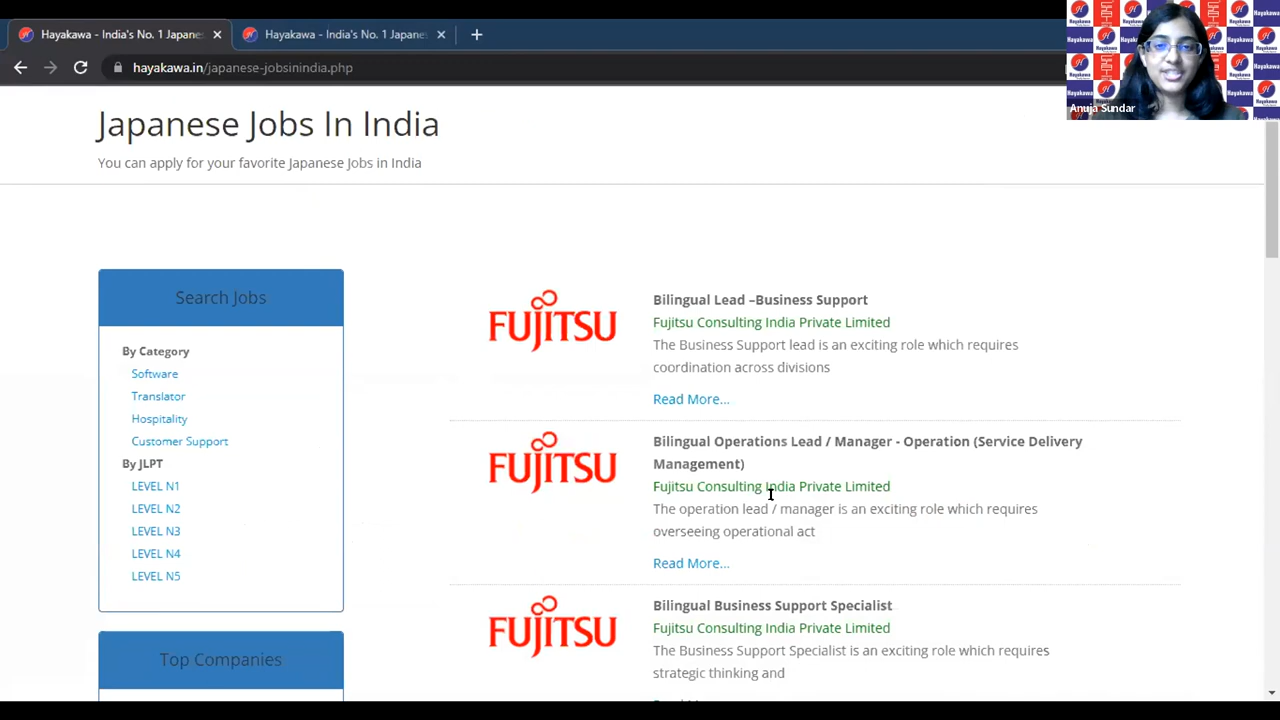 Hayakawa - India's No. 1 Japanes
Hayakawa - India's No. 1 Japanes
hayakawa.in/japanese-jobsinindia.php
Anuja Sundar
Japanese Jobs In India
You can apply for your favorite Japanese Jobs in India
Search Jobs
By Category
Software
Translator
Hospitality
Customer Support
By JLPT
LEVEL N1
LEVEL N2
LEVEL N3
LEVEL N4
LEVEL N5
Top Companies
FUJITSU
Bilingual Lead –Business Support
Fujitsu Consulting India Private Limited
The Business Support lead is an exciting role which requires
coordination across divisions
Read More...
FUJITSU
Bilingual Operations Lead / Manager - Operation (Service Delivery
Management)
Fujitsu Consulting India Private Limited
The operation lead / manager is an exciting role which requires
overseeing operational act
Read More...
FUJITSU
Bilingual Business Support Specialist
Fujitsu Consulting India Private Limited
The Business Support Specialist is an exciting role which requires
strategic thinking and